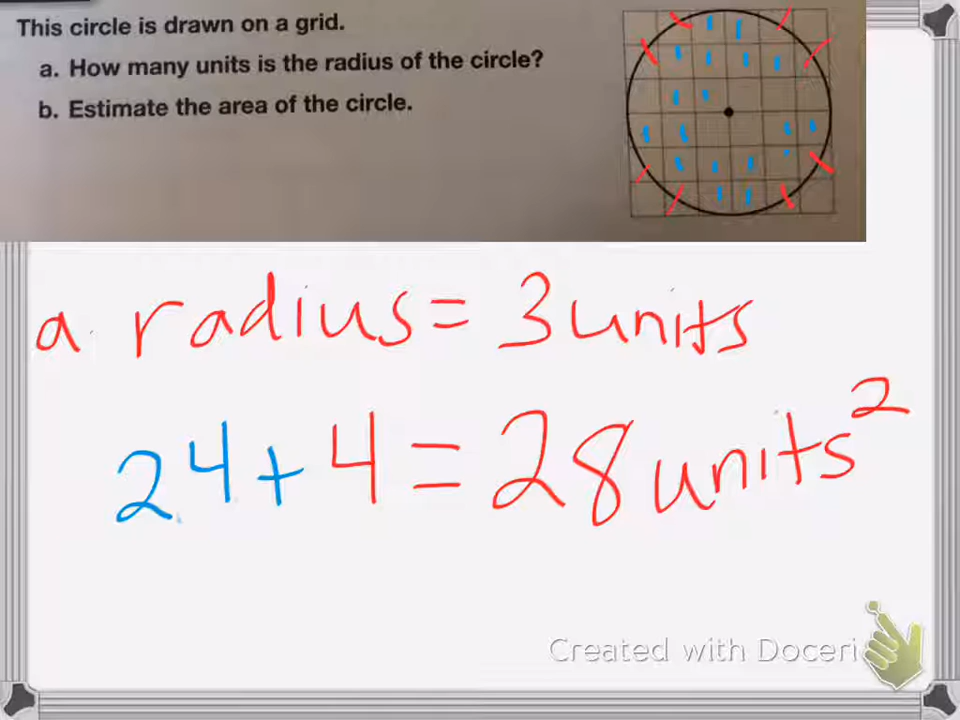 This circle is drawn on a grid.
a. How many units is the radius of the circle?
b. Estimate the area of the circle.
a radius = 3 units
24 + 4 = 28 units²
Created with Doceri